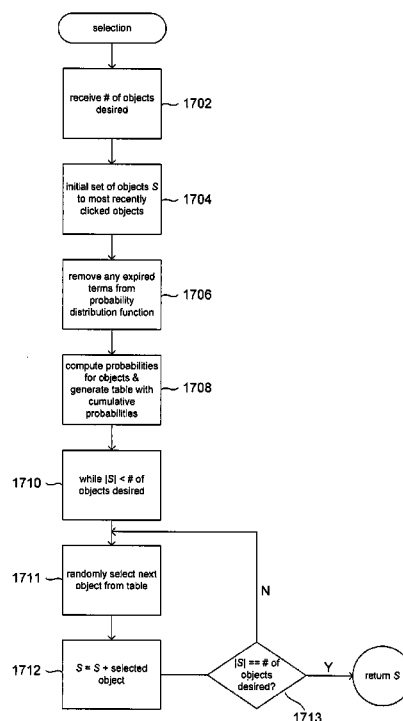 selection
receive # of objects
desired
1702
initial set of objects S
to most recently
clicked objects
1704
remove any expired
terms from
probability
distribution function
1706
compute probabilities
for objects &
generate table with
cumulative
probabilities
1708
1710
while |S| < # of
objects desired
1711
randomly select next
object from table
N
1712
S = S + selected
object
|S| == # of
objects
desired?
Y
return S
1713